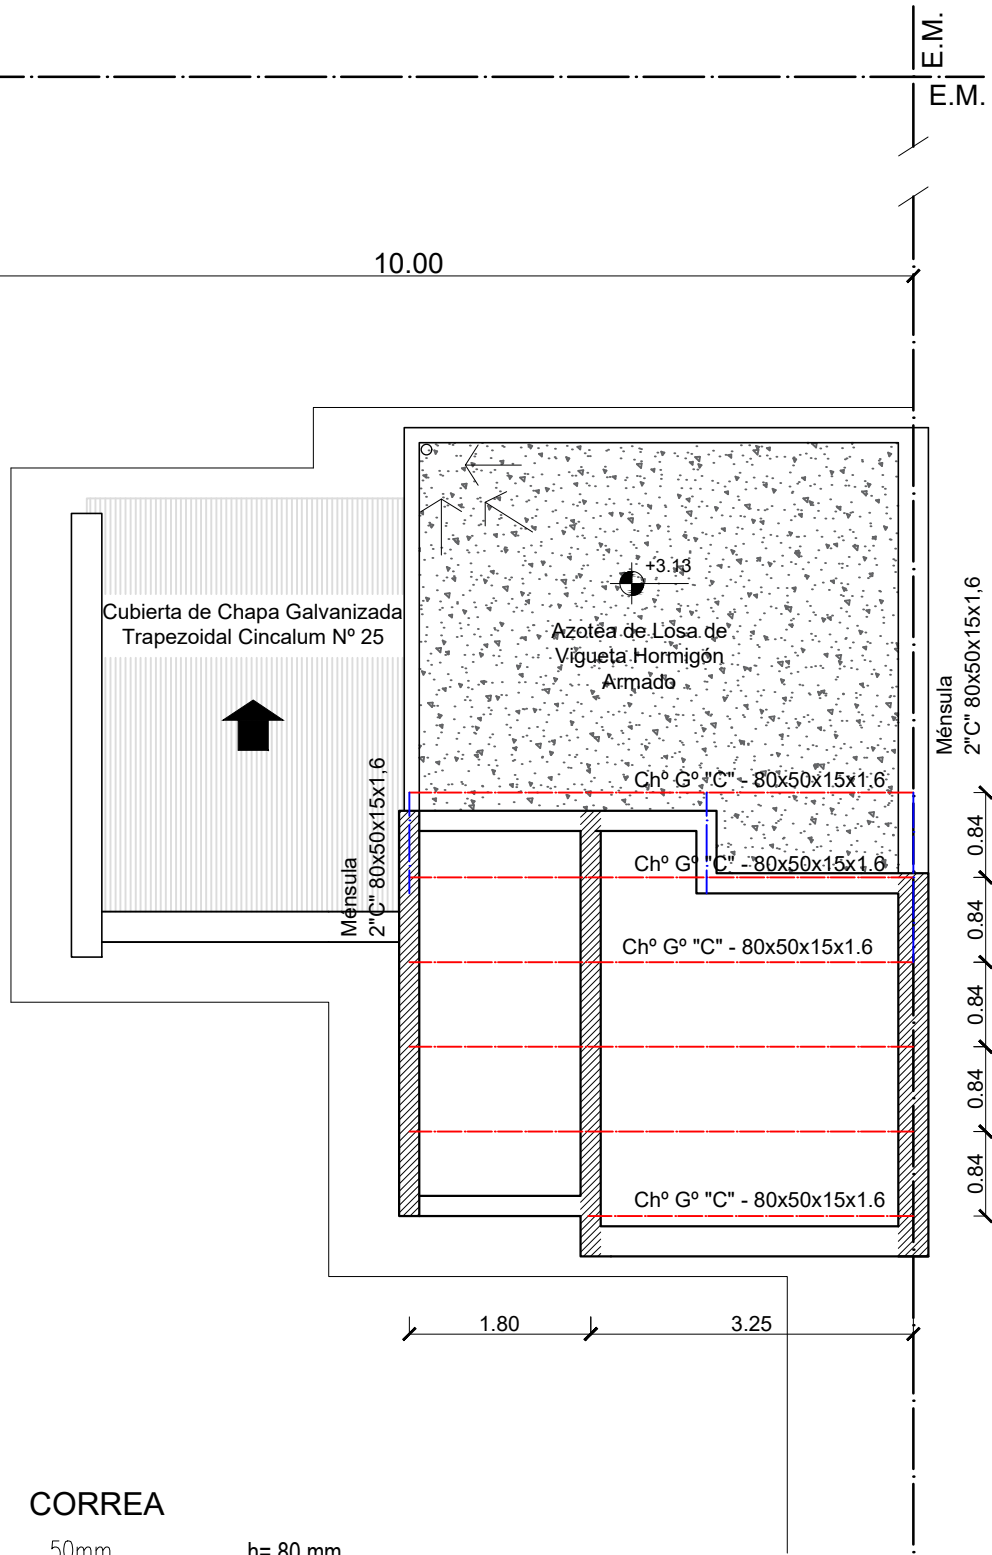 E.M.
E.M.
10.00
+3.13
Cubierta de Chapa Galvanizada
Trapezoidal Cincalum Nº 25
Azotea de Losa de
Vigueta Hormigón
Armado
Ménsula
2"C" 80x50x15x1,6
Ménsula
2"C" 80x50x15x1,6
Chº Gº "C" - 80x50x15x1.6
0.84
Chº Gº "C" - 80x50x15x1.6
0.84
Chº Gº "C" - 80x50x15x1.6
0.84
0.84
0.84
Chº Gº "C" - 80x50x15x1.6
1.80
3.25
CORREA
50mm
h= 80 mm